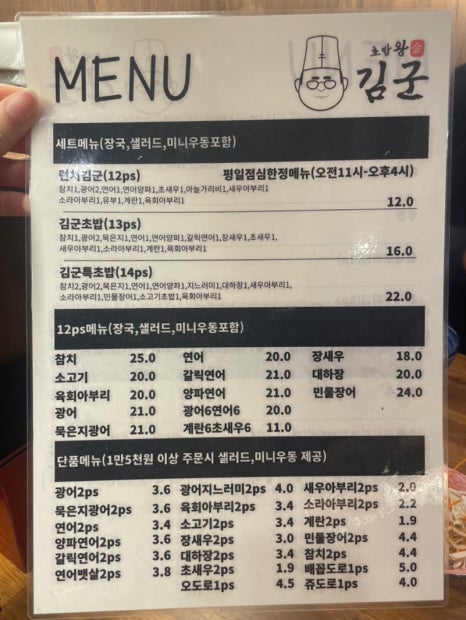 MENU
초밥왕
김군
세트메뉴(장국,샐러드,미니우동포함)
런치김군(12ps) 평일점심한정메뉴(오전11시-오후4시)
참치1,광어2,연어1,연어양파1,초새우1,마늘가리비1,새우아부리1
소라아부리1,유부1,계란1,육회아부리1 12.0
김군초밥(13ps)
참치1,광어2,묵은지1,연어1,연어양파1,갈릭연어1,장새우1,초새우1,
새우아부리1,소라아부리1,계란1,육회아부리1 16.0
김군특초밥(14ps)
참치2,광어2,묵은지1,연어1,연어양파1,지느러미1,대하장1,새우아부리1,
소라아부리1,민물장어1,소고기초밥1,육회아부리1 22.0
12ps메뉴(장국,샐러드,미니우동포함)
참치 25.0 연어 20.0 장새우 18.0
소고기 20.0 갈릭연어 21.0 대하장 20.0
육회아부리 20.0 양파연어 21.0 민물장어 24.0
광어 21.0 광어6연어6 20.0
묵은지광어 21.0 계란6초새우6 11.0
단품메뉴(1만5천원 이상 주문시 샐러드,미니우동 제공)
광어2ps 3.6 광어지느러미2ps 4.0 새우아부리2ps 2.0
묵은지광어2ps 3.6 육회아부리2ps 3.4 소라아부리2ps 2.2
연어2ps 3.4 소고기2ps 3.4 계란2ps 1.9
양파연어2ps 3.6 장새우2ps 3.0 민물장어2ps 4.4
갈릭연어2ps 3.6 대하장2ps 3.4 참치2ps 4.4
연어뱃살2ps 3.8 초새우2ps 1.9 배꼽도로1ps 5.0
오도로1ps 4.5 쥬도로1ps 4.0